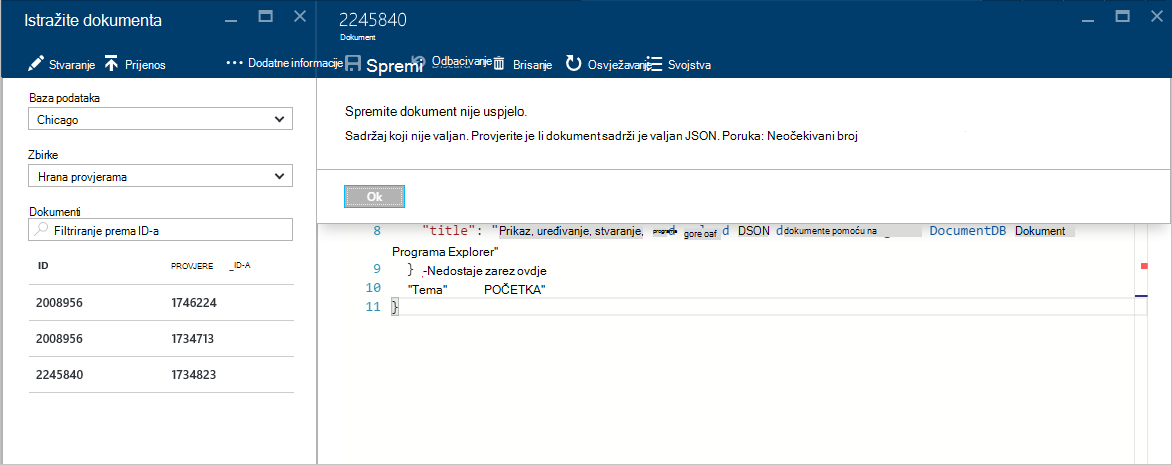 Istražite dokumenta
Stvaranje Prijenos ... Dodatne informacije
Baza podataka
Chicago
Zbirke
Hrana provjerama
Dokumenti
Filtriranje prema ID-a
ID PROVJERE _ID-A
2008956 1746224
2008956 1734713
2245840 1734823
2245840
Dokument
Spremi Odbacivanje Brisanje Osvježavanje Svojstva
Spremite dokument nije uspjelo.
Sadržaj koji nije valjan. Provjerite je li dokument sadrži je valjan JSON. Poruka: Neočekivani broj
Ok
8 "title": "Prikaz, uređivanje, stvaranje, gore oaf d DSON dokumente pomoću na _ DocumentDB Dokument
Programa Explorer"
9 } -Nedostaje zarez ovdje
10 "Tema" POČETKA"
11 }